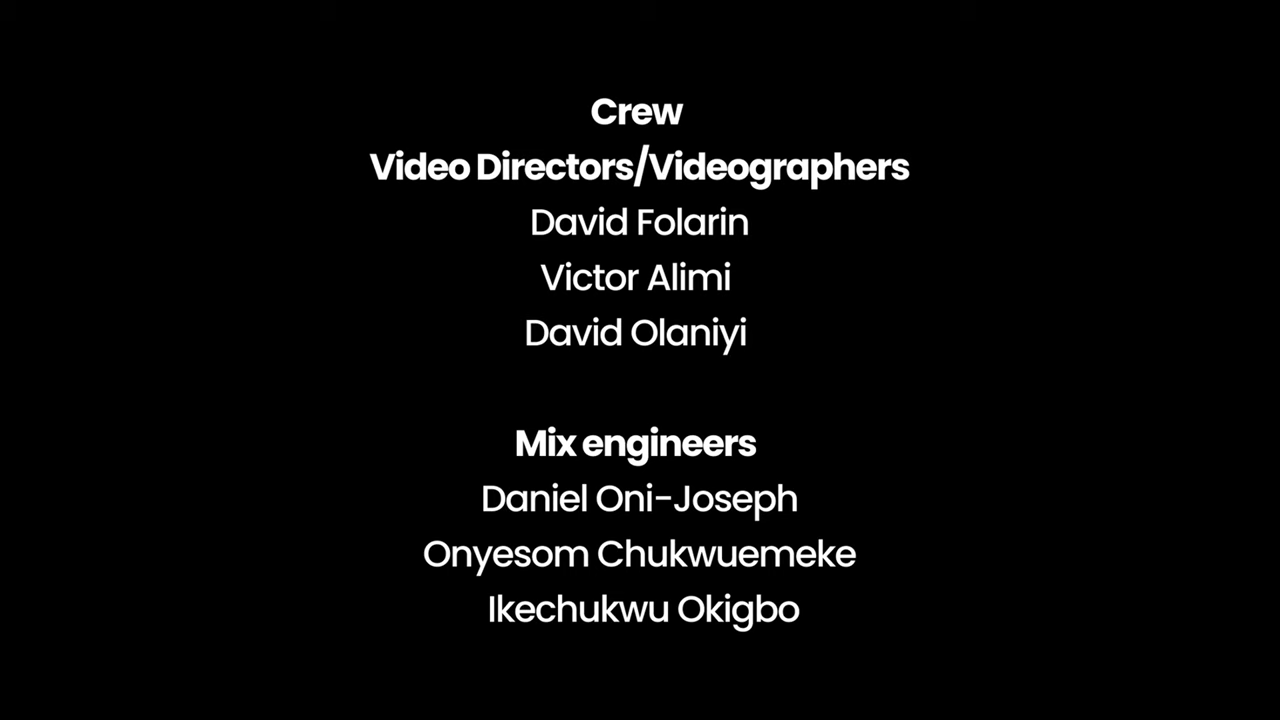 Crew
Video Directors/Videographers
David Folarin
Victor Alimi
David Olaniyi
Mix engineers
Daniel Oni-Joseph
Onyesom Chukwuemeke
Ikechukwu Okigbo